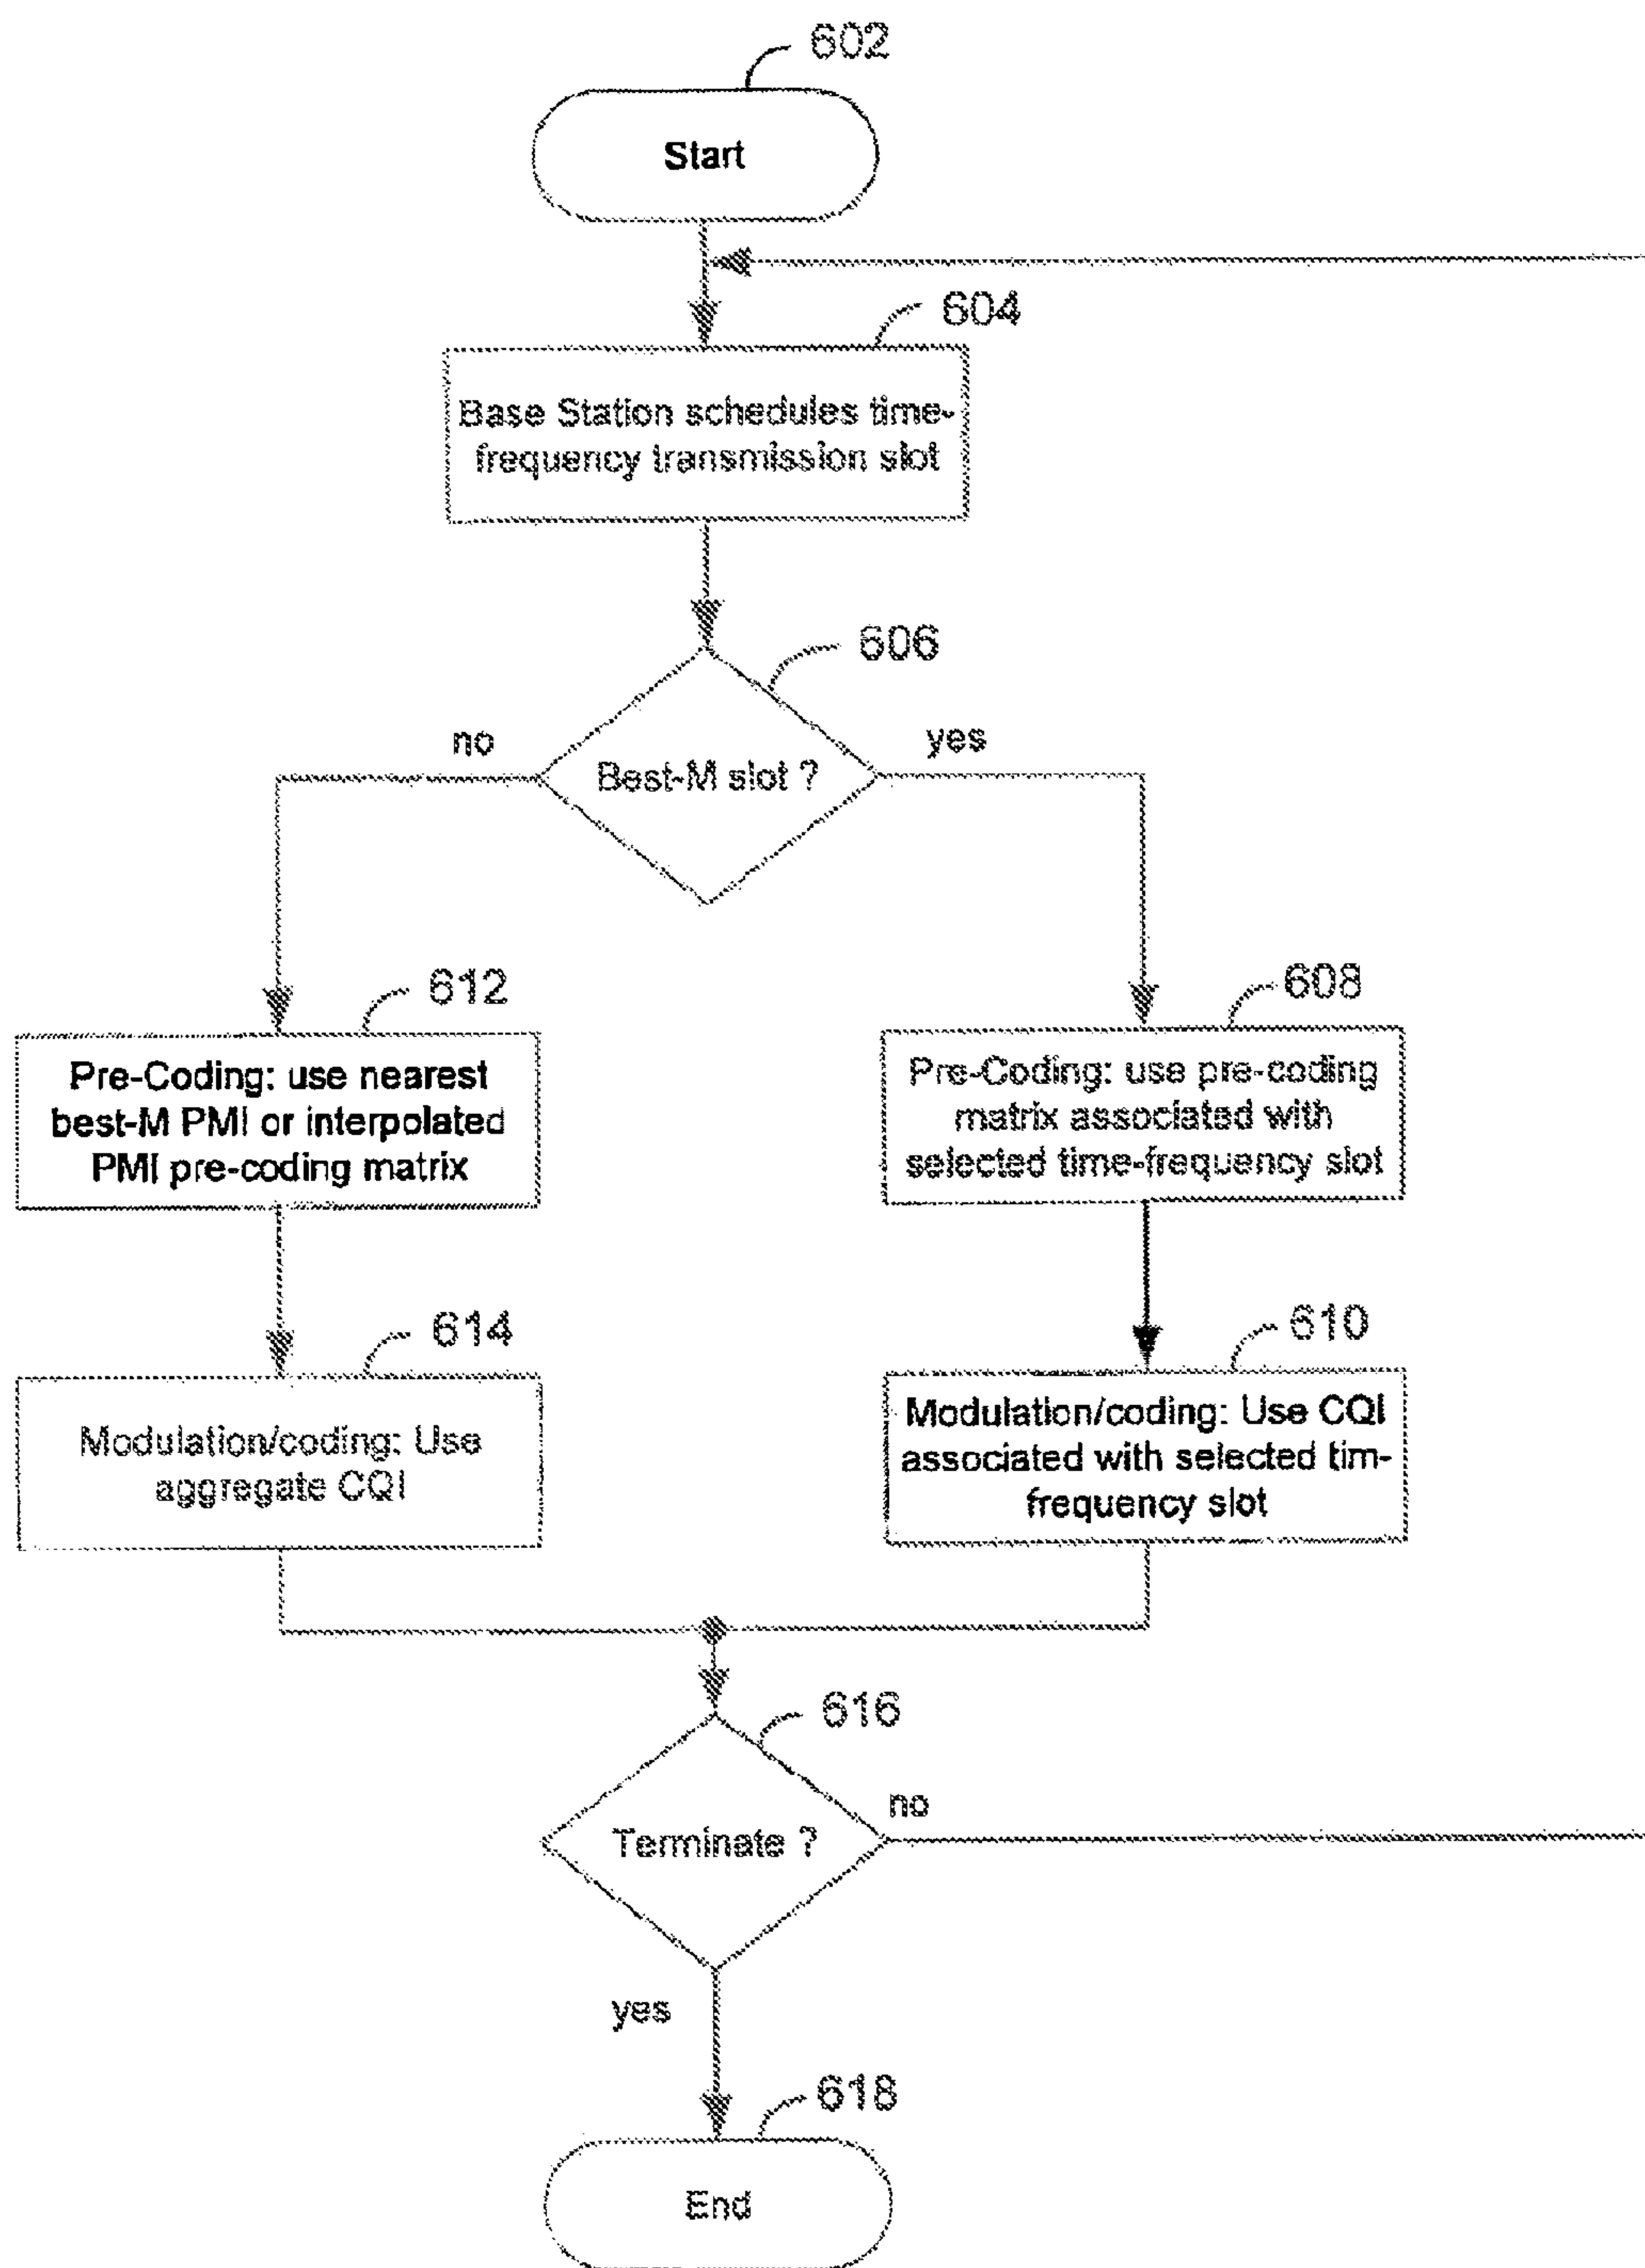 602
Start
604
Base Station schedules time-
frequency transmission slot
606
no
yes
Best-M slot ?
612
608
Pre-Coding: use nearest
best-M PMI or interpolated
PMI pre-coding matrix
Pre-Coding: use pre-coding
matrix associated with
selected time-frequency slot
614
610
Modulation/coding: Use
aggregate CQI
Modulation/coding: Use CQI
associated with selected tim-
frequency slot
616
no
Terminate ?
yes
618
End